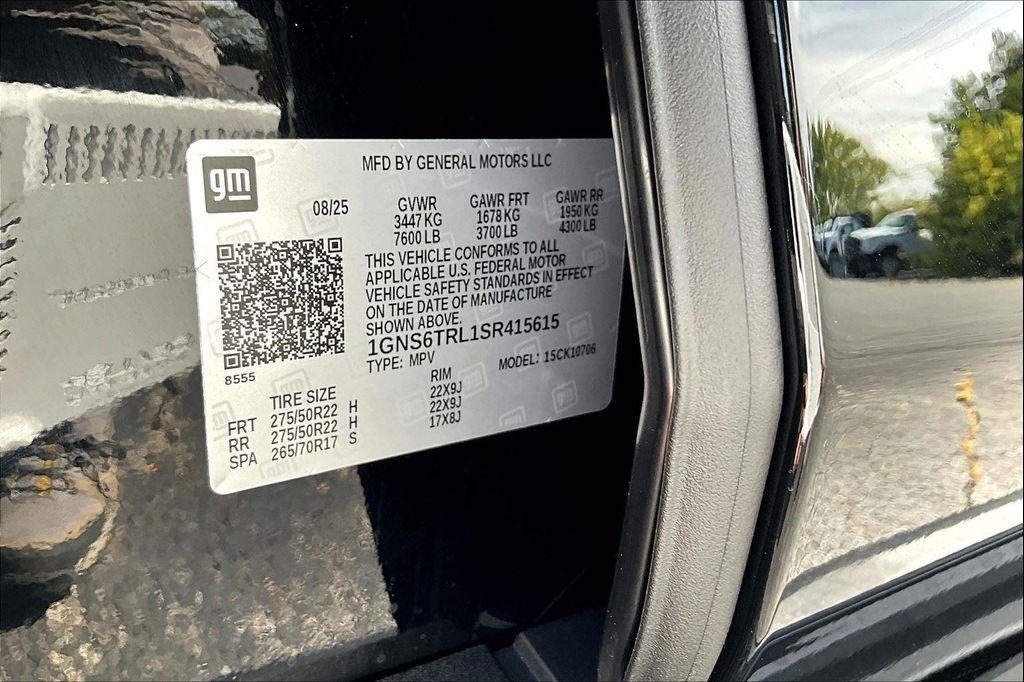 gm
MFD BY GENERAL MOTORS LLC
08/25
GVWR GAWR FRT GAWR RR
3447 KG 1678 KG 1950 KG
7600 LB 3700 LB 4300 LB
THIS VEHICLE CONFORMS TO ALL
APPLICABLE U.S. FEDERAL MOTOR
VEHICLE SAFETY STANDARDS IN EFFECT
ON THE DATE OF MANUFACTURE
SHOWN ABOVE.
1GNS6TRL1SR415615
TYPE: MPV MODEL: 15CK10706
8555
TIRE SIZE RIM
FRT 275/50R22 H 22X9J
RR 275/50R22 H 22X9J
SPA 265/70R17 S 17X8J